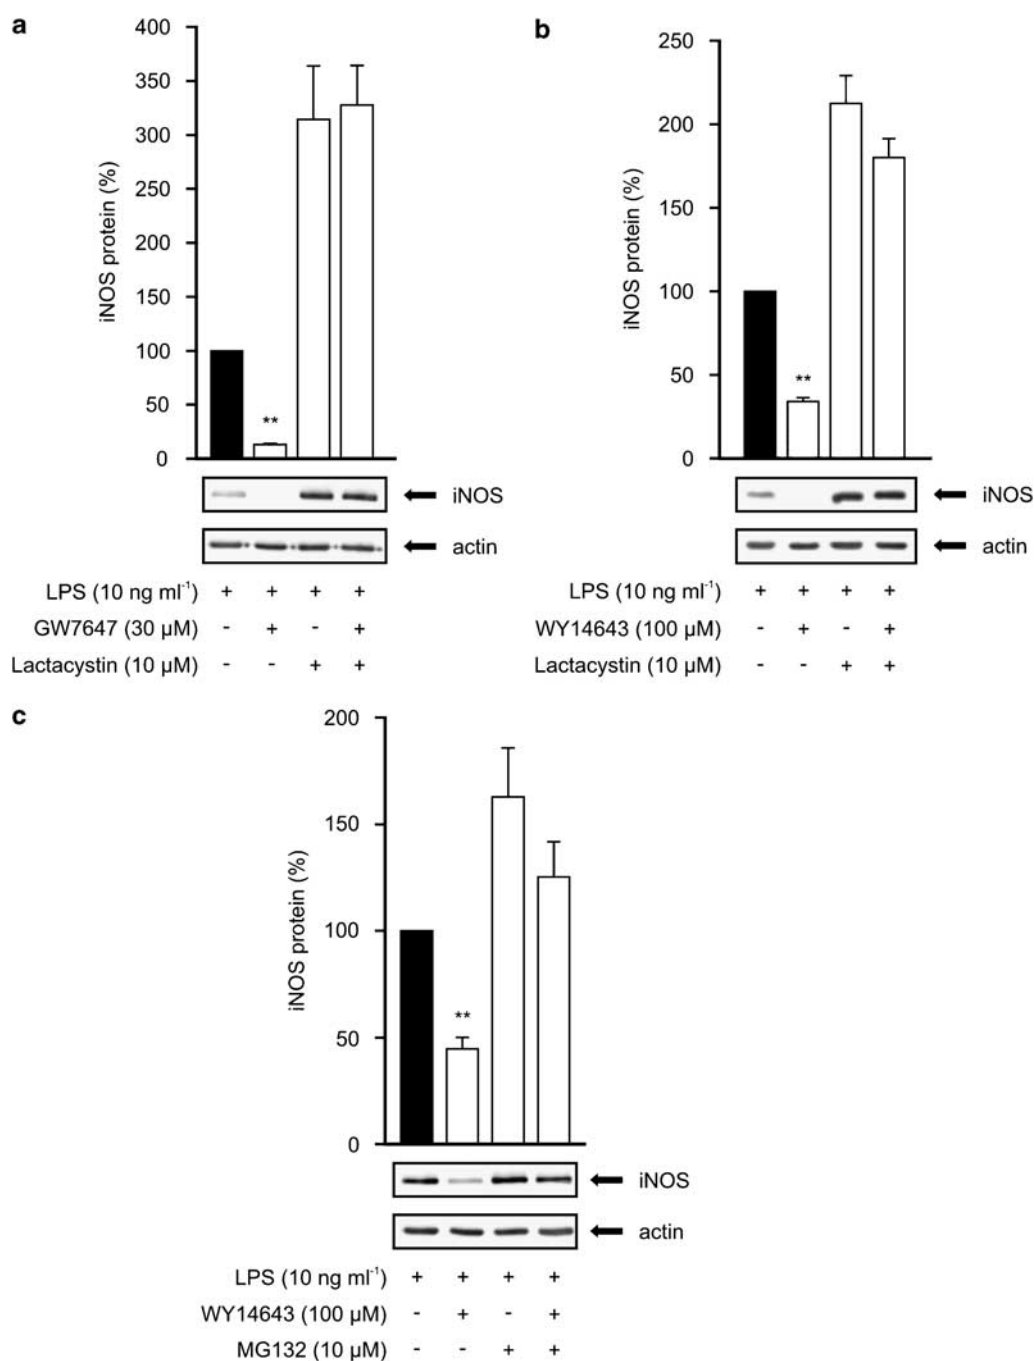 a
400
350
300
250
200
150
100
50
0
iNOS protein (%)
**
iNOS
actin
LPS (10 ng ml⁻¹) + + + +
GW7647 (30 µM) - + - +
Lactacystin (10 µM) - - + +
b
250
200
150
100
50
0
iNOS protein (%)
**
iNOS
actin
LPS (10 ng ml⁻¹) + + + +
WY14643 (100 µM) - + - +
Lactacystin (10 µM) - - + +
c
200
150
100
50
0
iNOS protein (%)
**
iNOS
actin
LPS (10 ng ml⁻¹) + + + +
WY14643 (100 µM) - + - +
MG132 (10 µM) - - + +